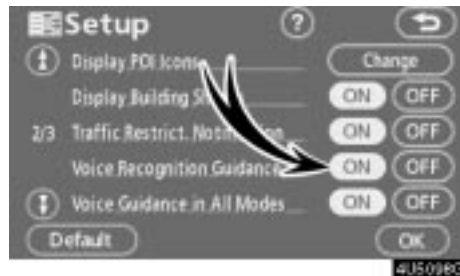 Setup ?
Display POI Icons Change
Display Building ON OFF
2/3 Traffic Restrict. ON OFF
Voice Recognition Guidance ON OFF
Voice Guidance in All Modes ON OFF
Default OK